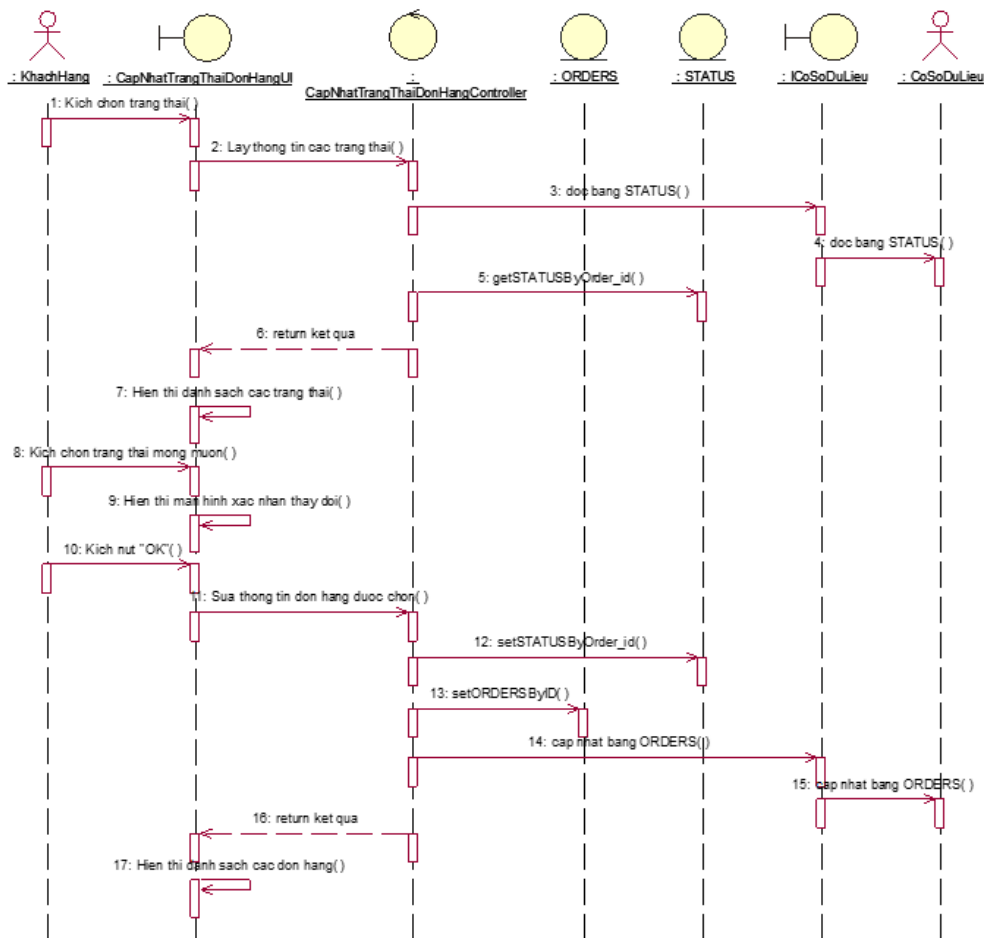 : KhachHang
: CapNhatTrangThaiDonHangUI
:
CapNhatTrangThaiDonHangController
: ORDERS
: STATUS
: ICoSoDuLieu
: CoSoDuLieu
1: Kich chon trang thai( )
2: Lay thong tin cac trang thai( )
3: doc bang STATUS( )
4: doc bang STATUS( )
5: getSTATUSByOrder_id( )
6: return ket qua
7: Hien thi danh sach cac trang thai( )
8: Kich chon trang thai mong muon( )
9: Hien thi man hinh xac nhan thay doi( )
10: Kich nut "OK"( )
11: Sua thong tin don hang duoc chon( )
12: setSTATUSByOrder_id( )
13: setORDERSByID( )
14: cap nhat bang ORDERS( )
15: cap nhat bang ORDERS( )
16: return ket qua
17: Hien thi danh sach cac don hang( )